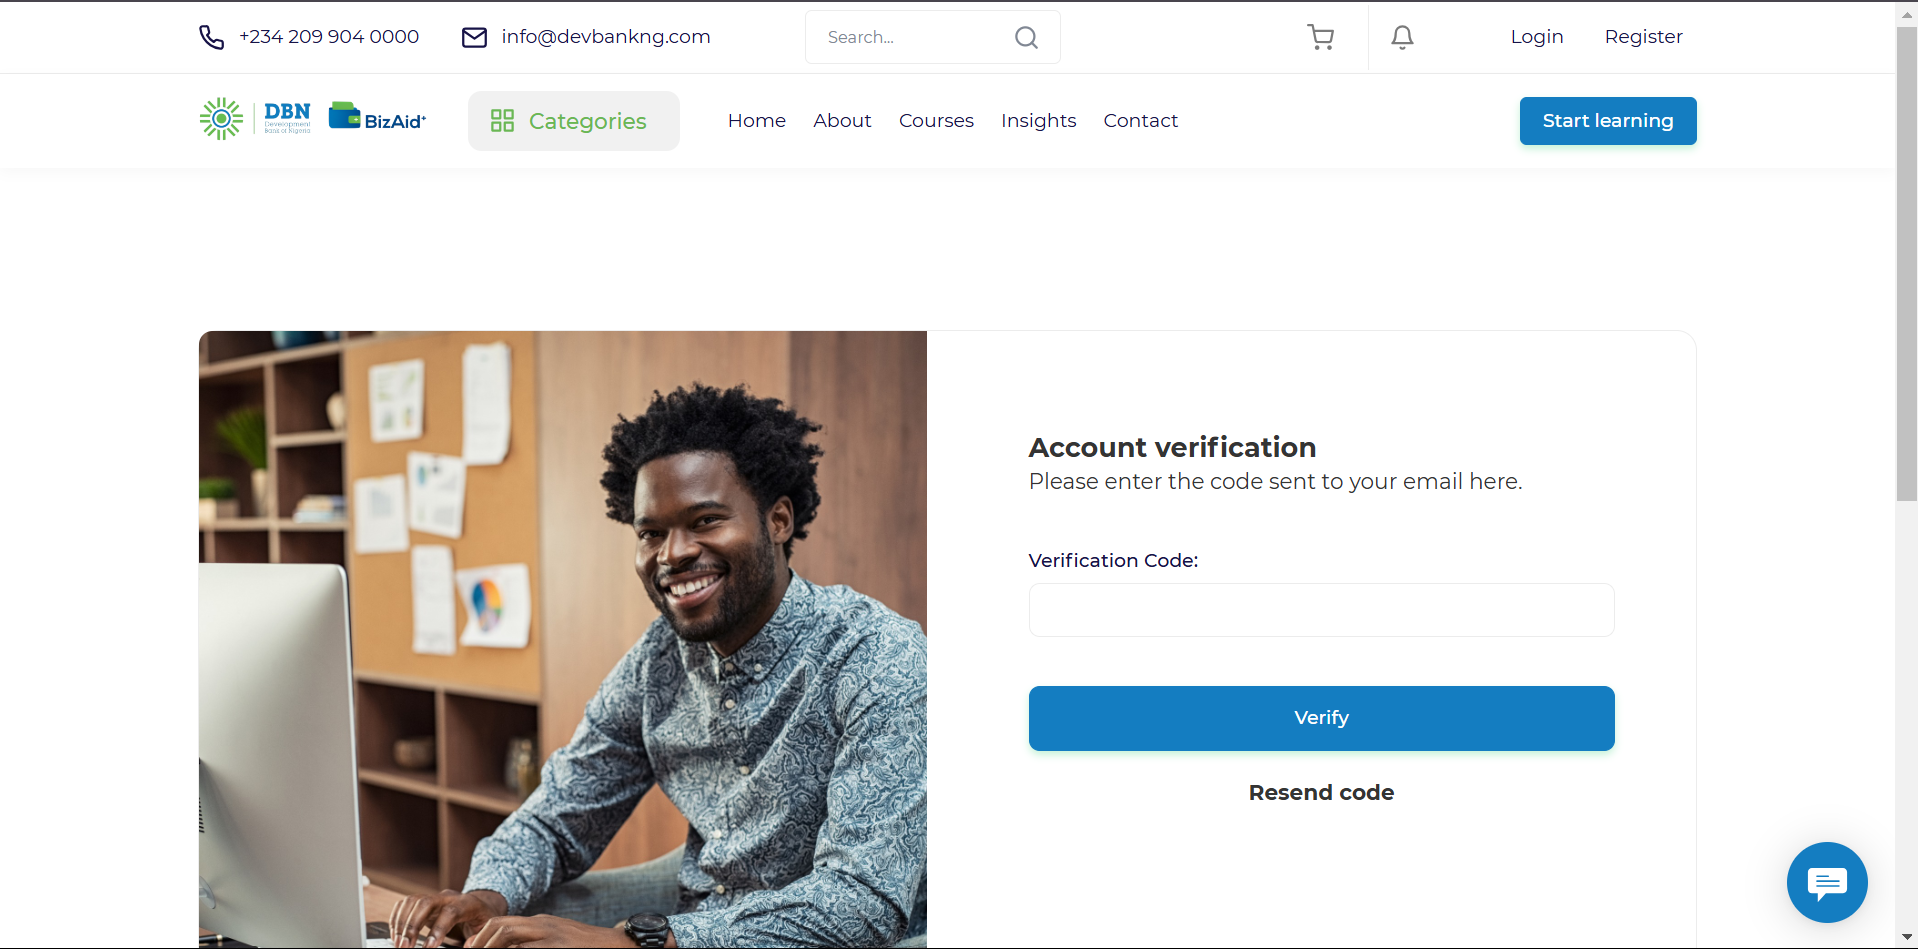 +234 209 904 0000
info@devbankng.com
Search...
Login
Register
DBN
Development
Bank of Nigeria
BizAid+
Categories
Home
About
Courses
Insights
Contact
Start learning
Account verification
Please enter the code sent to your email here.
Verification Code:
Verify
Resend code